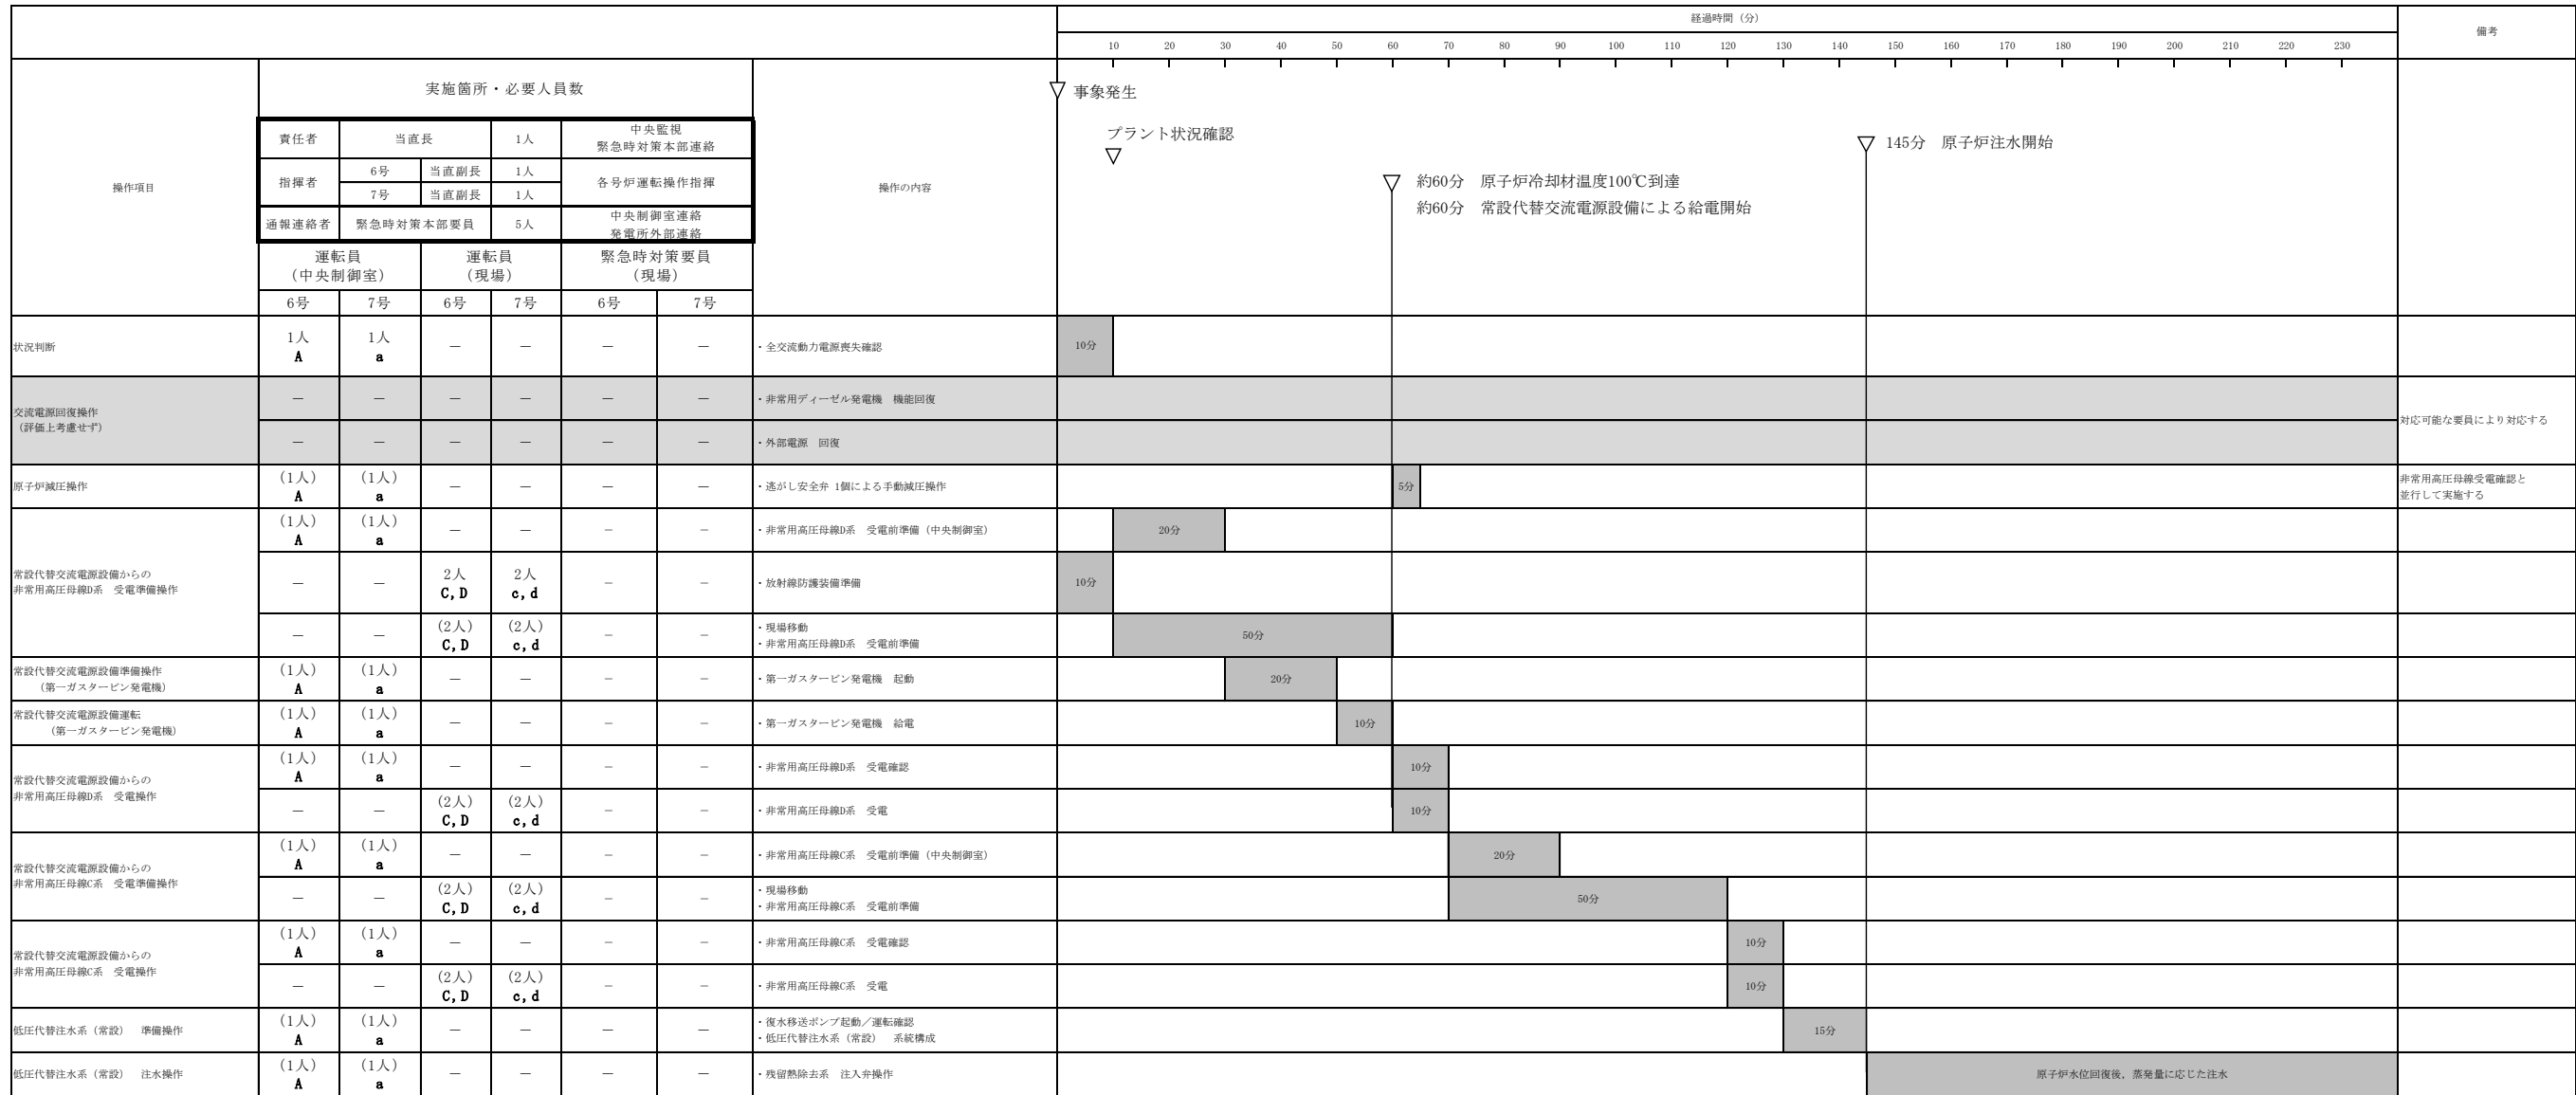 経過時間（分）
備考
10 20 30 40 50 60 70 80 90 100 110 120 130 140 150 160 170 180 190 200 210 220 230
操作項目
実施箇所・必要人員数
操作の内容
責任者 当直長 1人 中央監視
緊急時対策本部連絡
指揮者 6号 当直副長 1人 各号炉運転操作指揮
7号 当直副長 1人
通報連絡者 緊急時対策本部要員 5人 中央制御室連絡
発電所外部連絡
運転員
（中央制御室）
運転員
（現場）
緊急時対策要員
（現場）
6号 7号 6号 7号 6号 7号
事象発生
プラント状況確認
145分　原子炉注水開始
約60分　原子炉冷却材温度100℃到達
約60分　常設代替交流電源設備による給電開始
状況判断
1人 1人 － － － －
A a
・全交流動力電源喪失確認
10分
交流電源回復操作
（評価上考慮せず）
－ － － － － －
・非常用ディーゼル発電機　機能回復
－ － － － － －
・外部電源　回復
対応可能な要員により対応する
原子炉減圧操作
（1人） （1人） － － － －
A a
・逃がし安全弁 1個による手動減圧操作
5分
非常用高圧母線受電確認と
並行して実施する
常設代替交流電源設備からの
非常用高圧母線D系　受電準備操作
（1人） （1人） － － － －
A a
・非常用高圧母線D系　受電前準備（中央制御室）
20分
－ － 2人 2人 － －
C, D c, d
・放射線防護装備準備
10分
－ － （2人） （2人） － －
C, D c, d
・現場移動
・非常用高圧母線D系　受電前準備
50分
常設代替交流電源設備準備操作
（第一ガスタービン発電機）
（1人） （1人） － － － －
A a
・第一ガスタービン発電機　起動
20分
常設代替交流電源設備運転
（第一ガスタービン発電機）
（1人） （1人） － － － －
A a
・第一ガスタービン発電機　給電
10分
常設代替交流電源設備からの
非常用高圧母線D系　受電操作
（1人） （1人） － － － －
A a
・非常用高圧母線D系　受電確認
10分
－ － （2人） （2人） － －
C, D c, d
・非常用高圧母線D系　受電
10分
常設代替交流電源設備からの
非常用高圧母線C系　受電準備操作
（1人） （1人） － － － －
A a
・非常用高圧母線C系　受電前準備（中央制御室）
20分
－ － （2人） （2人） － －
C, D c, d
・現場移動
・非常用高圧母線C系　受電前準備
50分
常設代替交流電源設備からの
非常用高圧母線C系　受電操作
（1人） （1人） － － － －
A a
・非常用高圧母線C系　受電確認
10分
－ － （2人） （2人） － －
C, D c, d
・非常用高圧母線C系　受電
10分
低圧代替注水系（常設）　準備操作
（1人） （1人） － － － －
A a
・復水移送ポンプ起動／運転確認
・低圧代替注水系（常設）　系統構成
15分
低圧代替注水系（常設）　注水操作
（1人） （1人） － － － －
A a
・残留熱除去系　注入弁操作
原子炉水位回復後，蒸発量に応じた注水